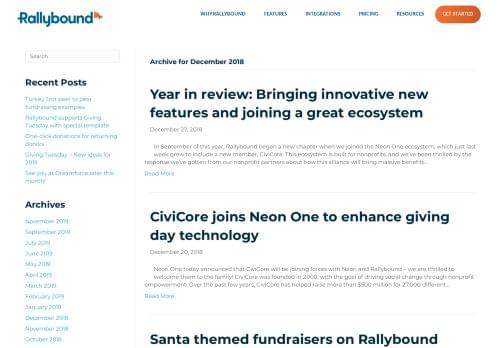 Rallybound
WHY RALLYBOUND
FEATURES
INTEGRATIONS
PRICING
RESOURCES
GET STARTED
Search
Recent Posts
Turkey Trot peer to peer
fundraising examples
Rallybound supports Giving
Tuesday with special template
One-click donations for returning
donors
Giving Tuesday – New ideas for
2019
See you at Dreamforce later this
month!
Archives
November 2019
September 2019
July 2019
June 2019
May 2019
April 2019
March 2019
February 2019
January 2019
December 2018
November 2018
October 2018
Archive for December 2018
Year in review: Bringing innovative new
features and joining a great ecosystem
December 27, 2018
In September of this year, Rallybound began a new chapter when we joined the Neon One ecosystem, which just last
week grew to include a new member, CiviCore. This ecosystem is built for nonprofits and we've been thrilled by the
response we've gotten from our nonprofit partners about how this alliance will bring massive benefits...
Read More
CiviCore joins Neon One to enhance giving
day technology
December 20, 2018
Neon One today announced that CiviCore will be joining forces with Neon and Rallybound – we are thrilled to
welcome them to the family! CiviCore was founded in 2000, with the goal of driving social change through nonprofit
empowerment. Over the past few years, CiviCore has helped raise more than $500 million for 27,000 different...
Read More
Santa themed fundraisers on Rallybound